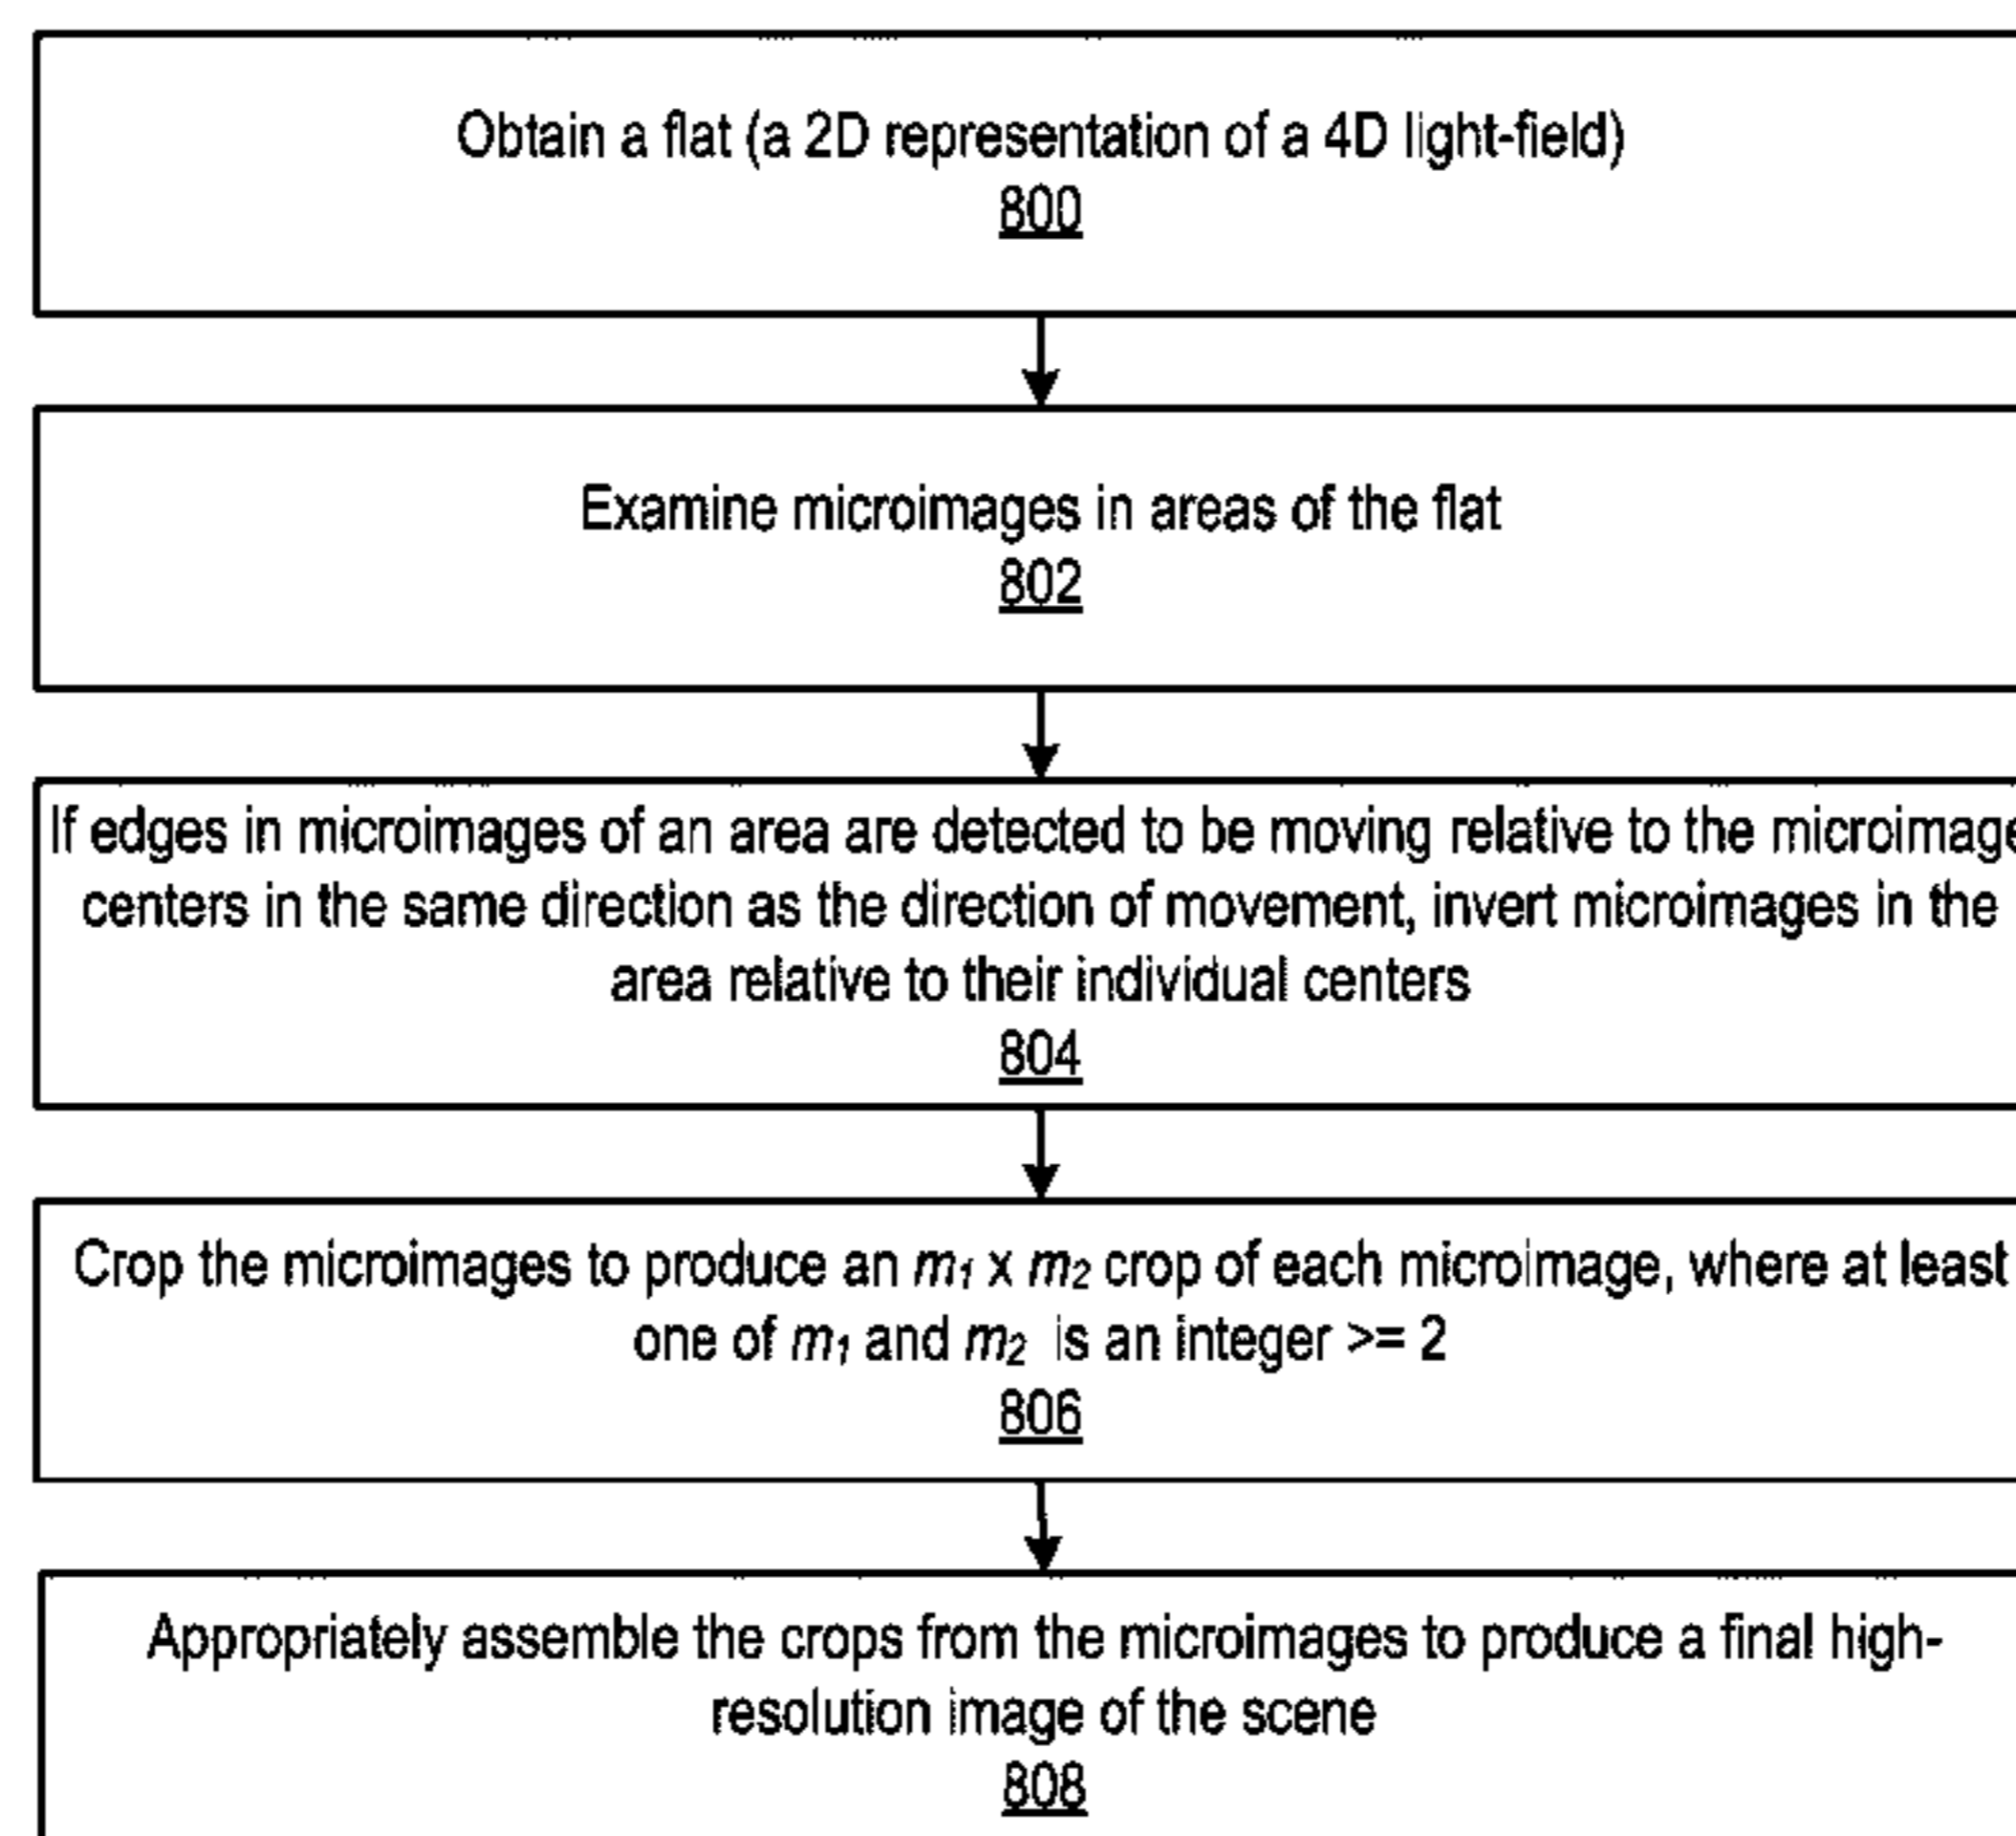 Obtain a flat (a 2D representation of a 4D light-field)
800
Examine microimages in areas of the flat
802
If edges in microimages of an area are detected to be moving relative to the microimage
centers in the same direction as the direction of movement, invert microimages in the
area relative to their individual centers
804
Crop the microimages to produce an m₁ x m₂ crop of each microimage, where at least
one of m₁ and m₂ is an integer >= 2
806
Appropriately assemble the crops from the microimages to produce a final high-
resolution image of the scene
808